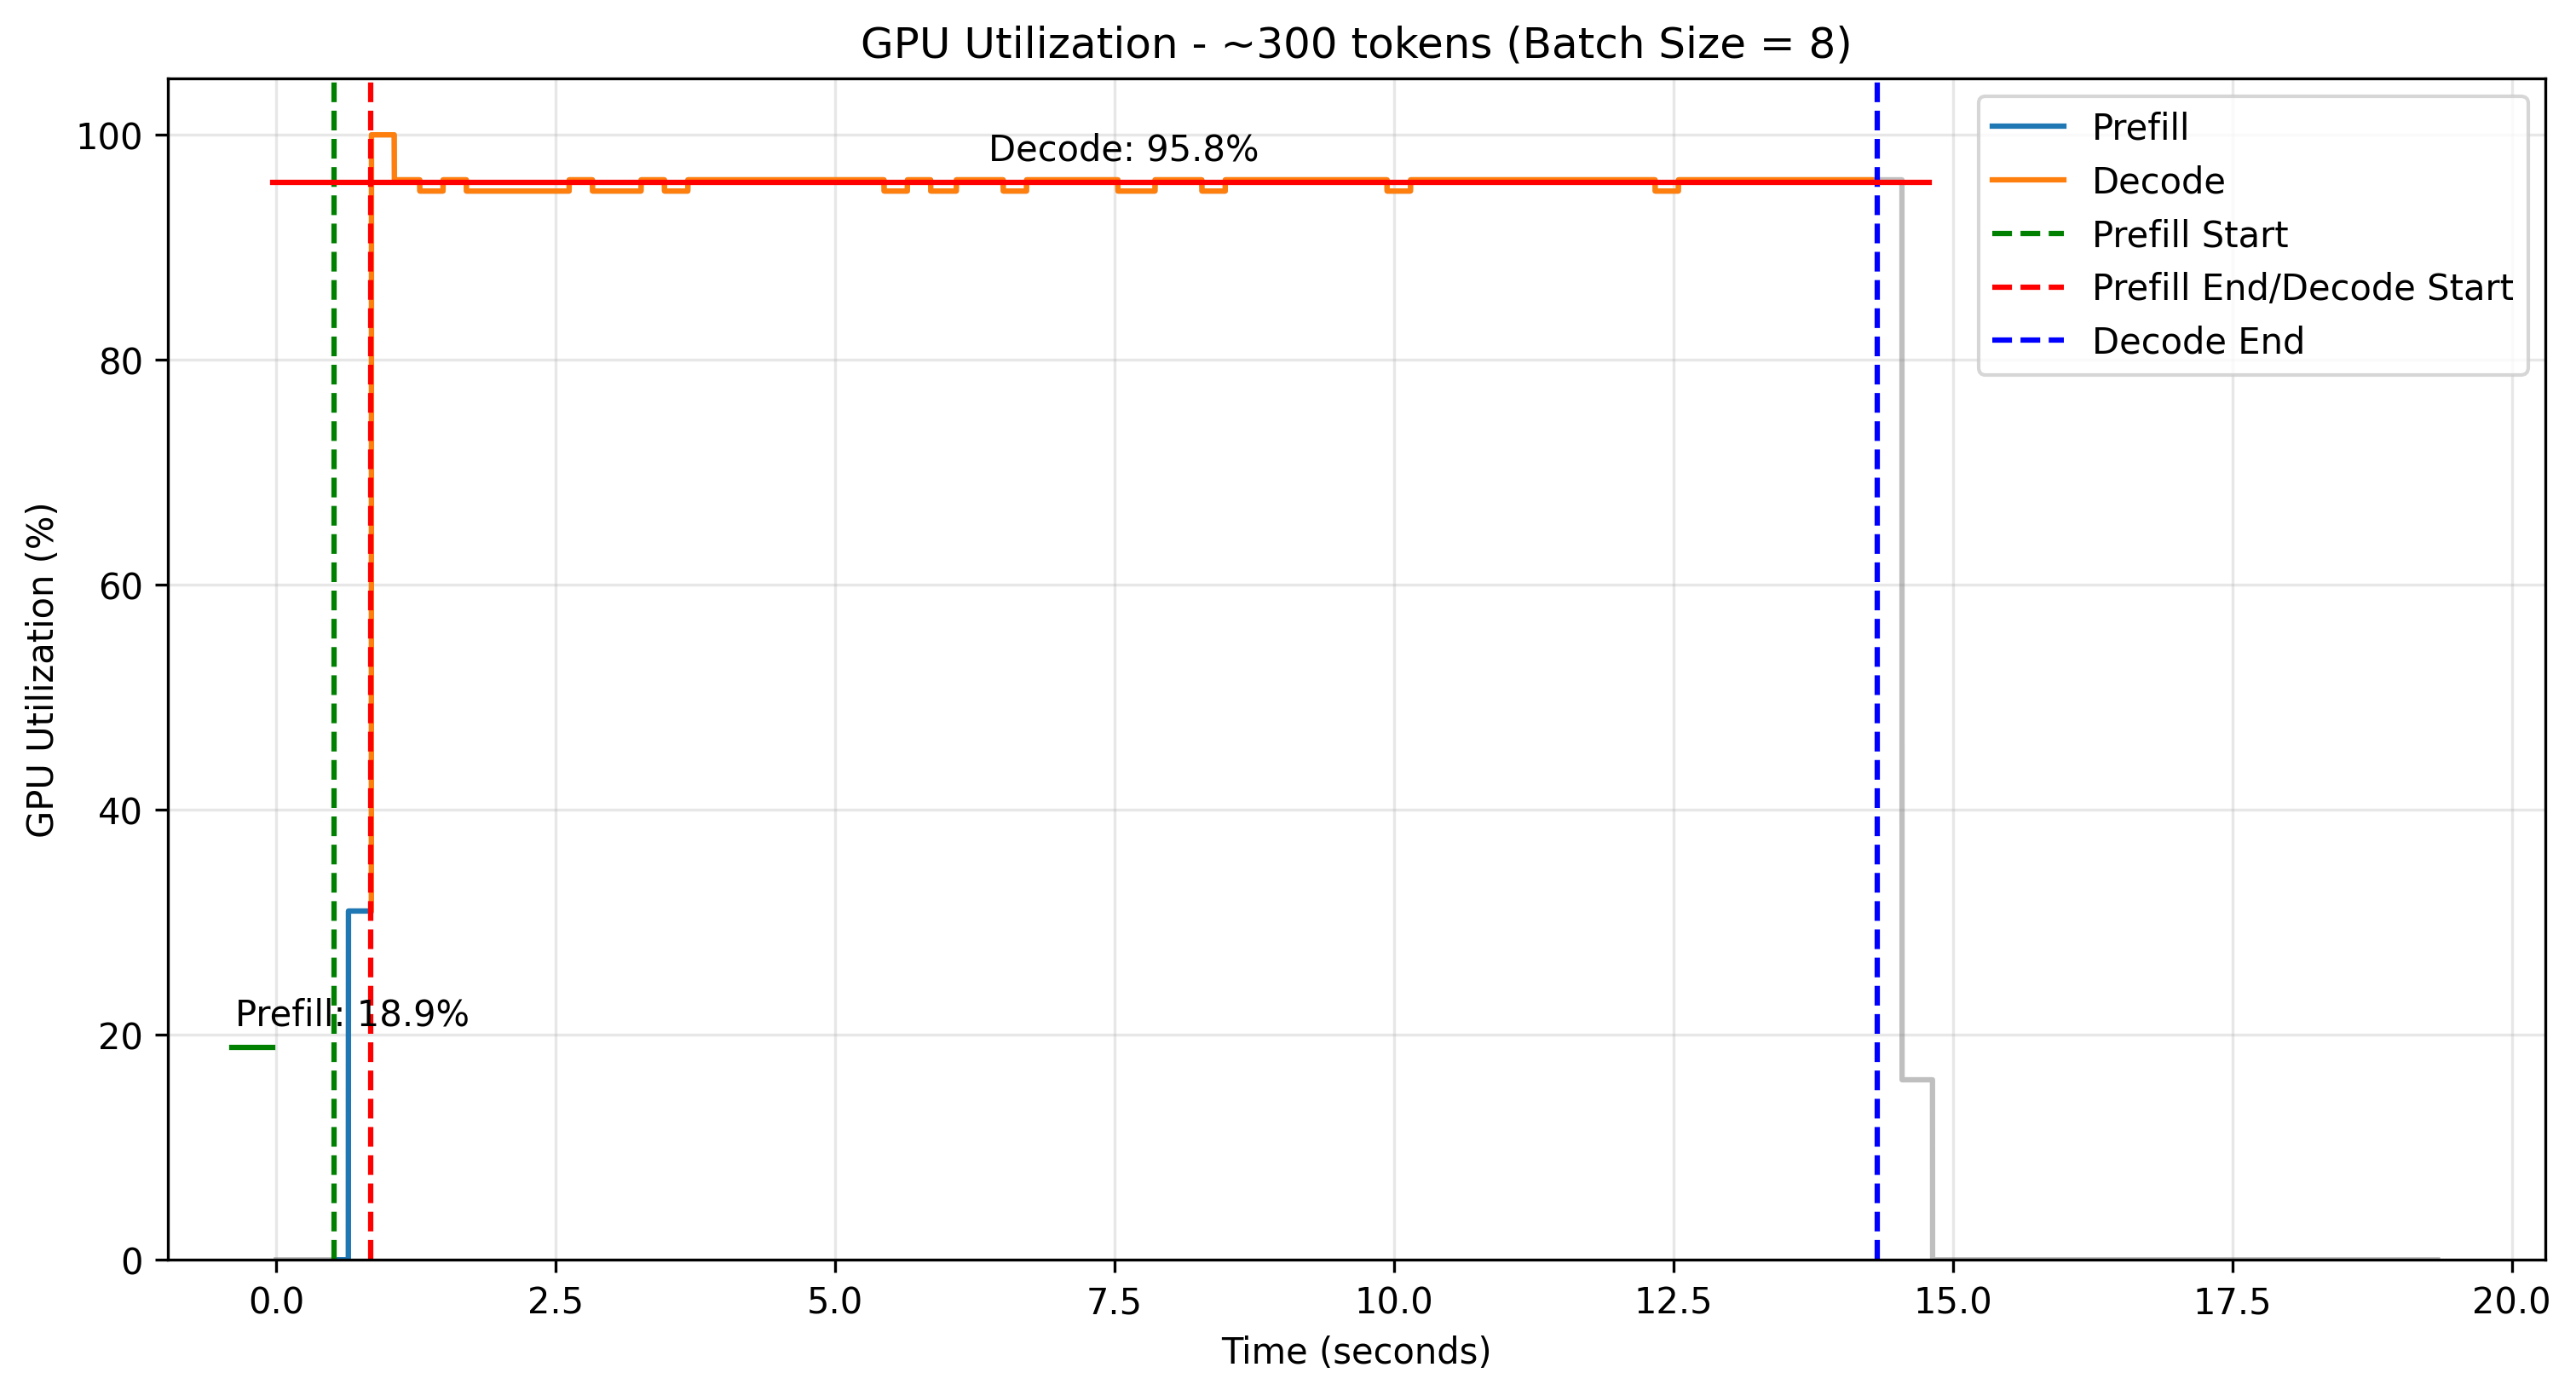 GPU Utilization - ~300 tokens (Batch Size = 8)
GPU Utilization (%)
100
80
60
40
20
0
Decode: 95.8%
Prefill: 18.9%
Prefill
Decode
Prefill Start
Prefill End/Decode Start
Decode End
0.0 2.5 5.0 7.5 10.0 12.5 15.0 17.5 20.0
Time (seconds)